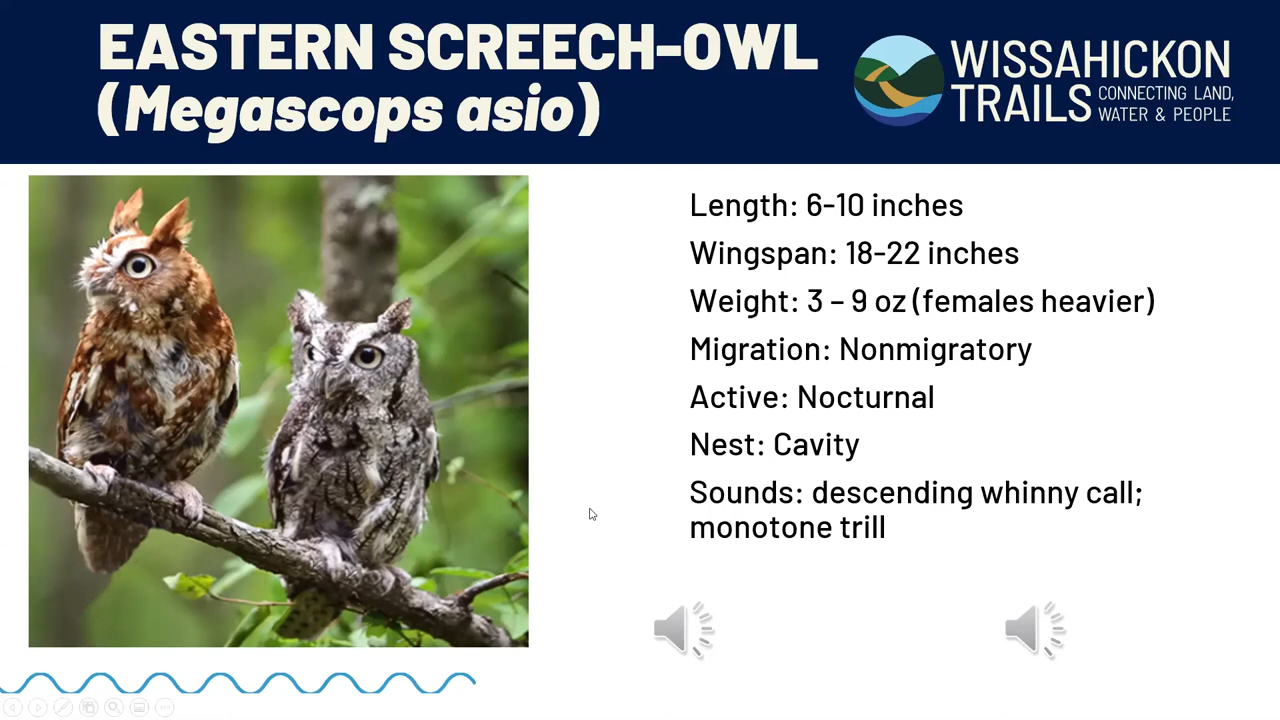 EASTERN SCREECH-OWL
(Megascops asio)
WISSAHICKON
TRAILS
CONNECTING LAND,
WATER & PEOPLE
Length: 6-10 inches
Wingspan: 18-22 inches
Weight: 3 – 9 oz (females heavier)
Migration: Nonmigratory
Active: Nocturnal
Nest: Cavity
Sounds: descending whinny call;
monotone trill